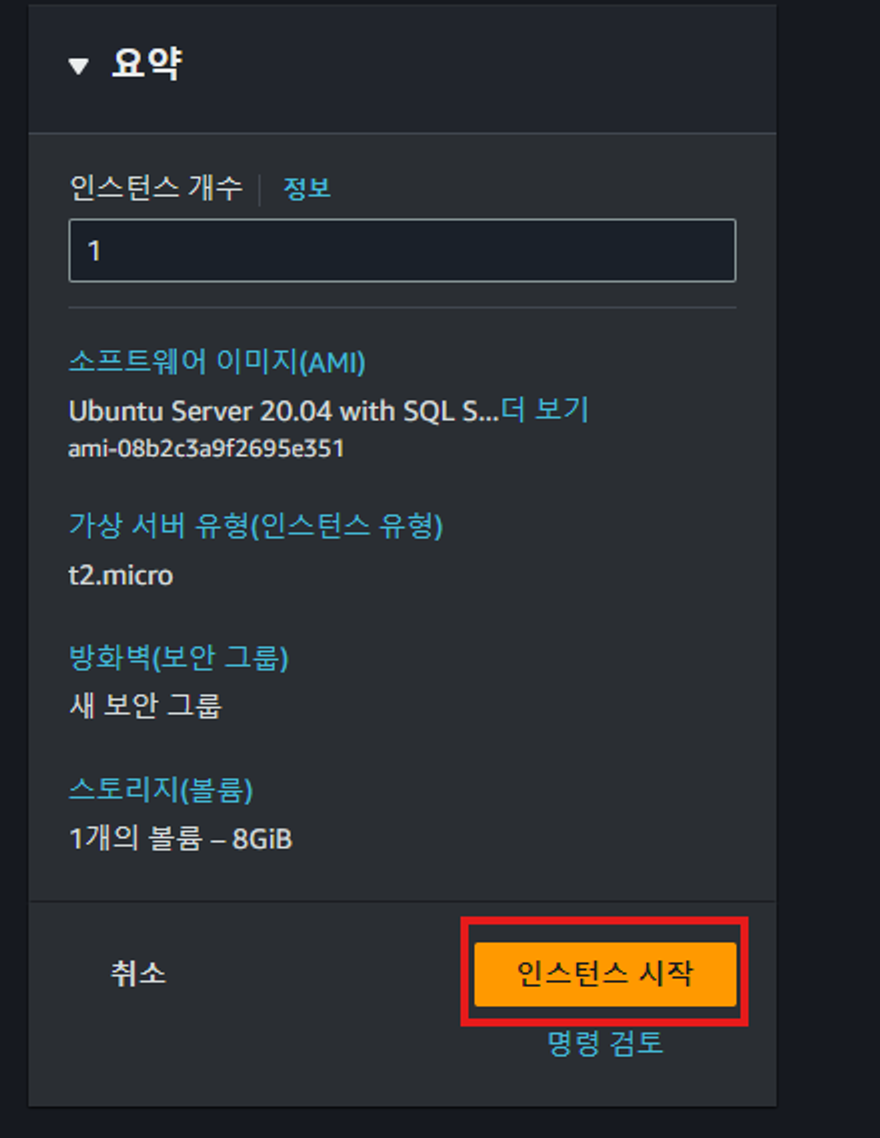 요약
인스턴스 개수
정보
1
소프트웨어 이미지(AMI)
Ubuntu Server 20.04 with SQL S...더 보기
ami-08b2c3a9f2695e351
가상 서버 유형(인스턴스 유형)
t2.micro
방화벽(보안 그룹)
새 보안 그룹
스토리지(볼륨)
1개의 볼륨 – 8GiB
취소
인스턴스 시작
명령 검토